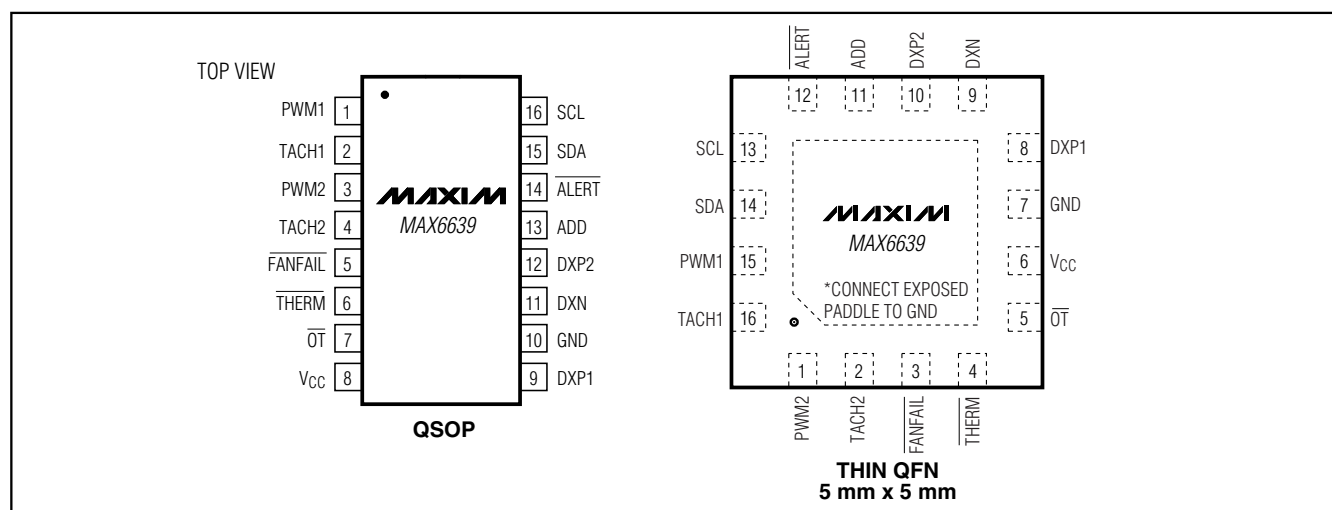 TOP VIEW
PWM1 1
TACH1 2
PWM2 3
TACH2 4
FANFAIL 5
THERM 6
OT 7
VCC 8
16 SCL
15 SDA
14 ALERT
13 ADD
12 DXP2
11 DXN
10 GND
9 DXP1
MAXIM
MAX6639
QSOP
ALERT ADD DXP2 DXN
12 11 10 9
SCL 13
SDA 14
PWM1 15
TACH1 16
8 DXP1
7 GND
6 VCC
5 OT
MAXIM
MAX6639
*CONNECT EXPOSED
PADDLE TO GND
1 2 3 4
PWM2 TACH2 FANFAIL THERM
THIN QFN
5 mm x 5 mm